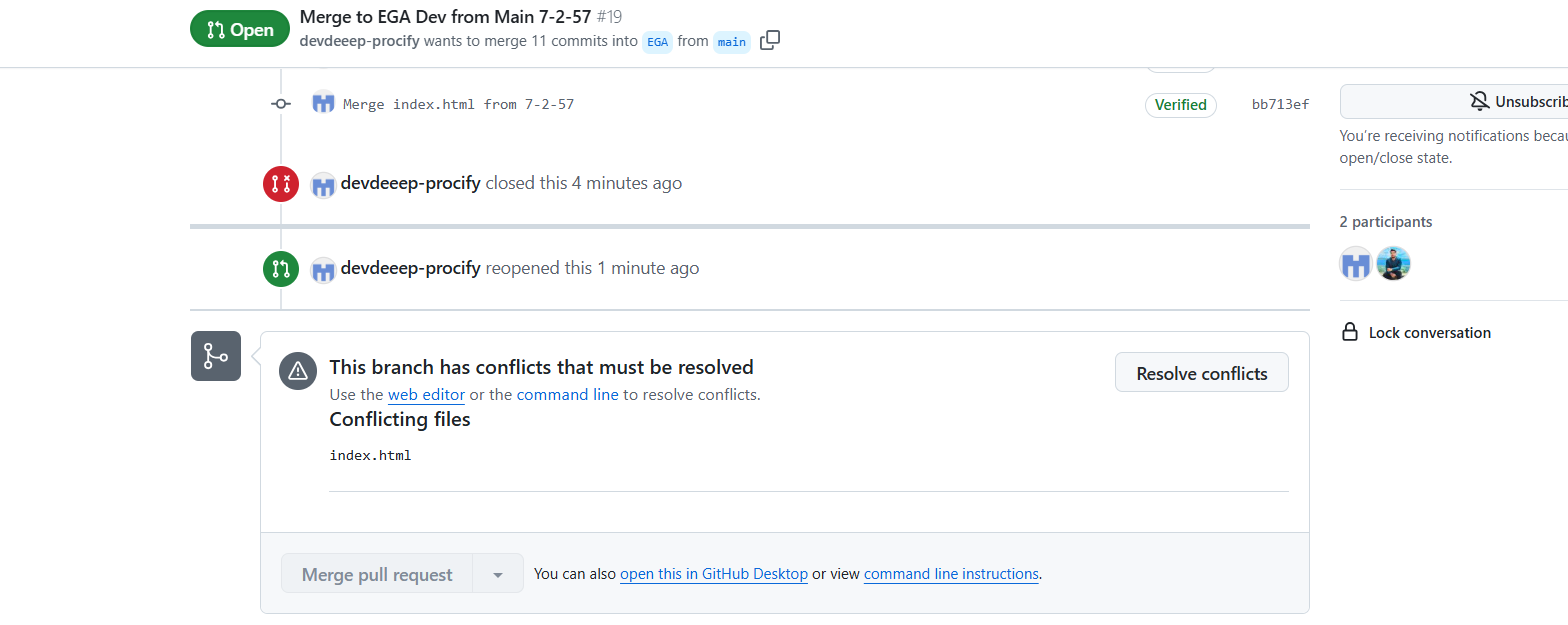 Open
Merge to EGA Dev from Main 7-2-57 #19
devdeeep-procify wants to merge 11 commits into EGA from main
Merge index.html from 7-2-57
Verified
bb713ef
devdeeep-procify closed this 4 minutes ago
devdeeep-procify reopened this 1 minute ago
This branch has conflicts that must be resolved
Use the web editor or the command line to resolve conflicts.
Resolve conflicts
Conflicting files
index.html
Merge pull request
You can also open this in GitHub Desktop or view command line instructions.
Unsubscrib
You're receiving notifications becau
open/close state.
2 participants
Lock conversation